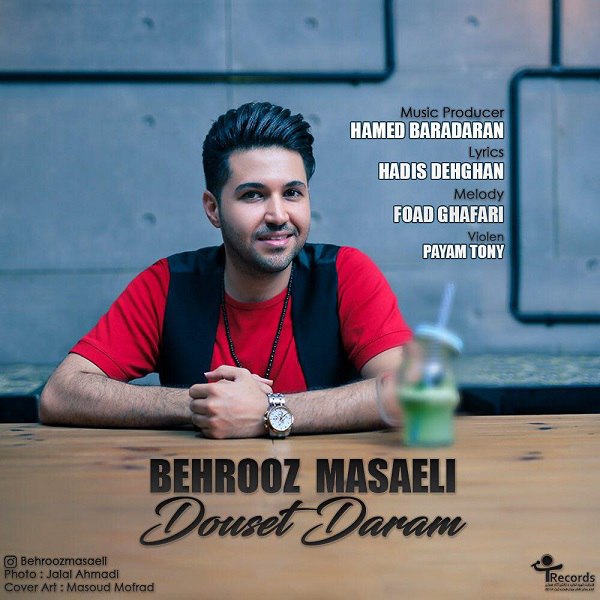 Music Producer
HAMED BARADARAN
Lyrics
HADIS DEHGHAN
Melody
FOAD GHAFARI
Violen
PAYAM TONY
BEHROOZ MASAELI
Douset Daram
Behroozmasaeli
Photo : Jalal Ahmadi
Cover Art : Masoud Mofrad
Records